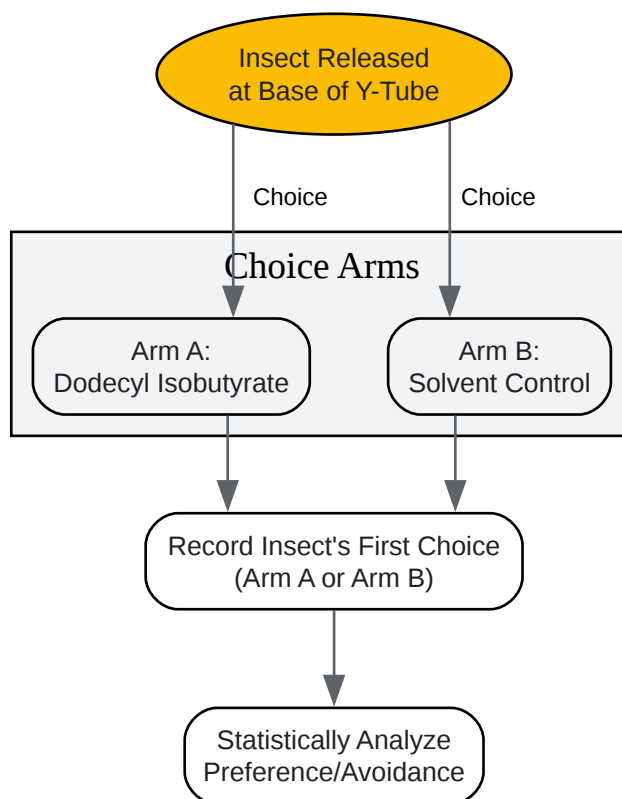 Insect Released
at Base of Y-Tube
Choice
Choice
Choice Arms
Arm A:
Dodecyl Isobutyrate
Arm B:
Solvent Control
Record Insect's First Choice
(Arm A or Arm B)
Statistically Analyze
Preference/Avoidance